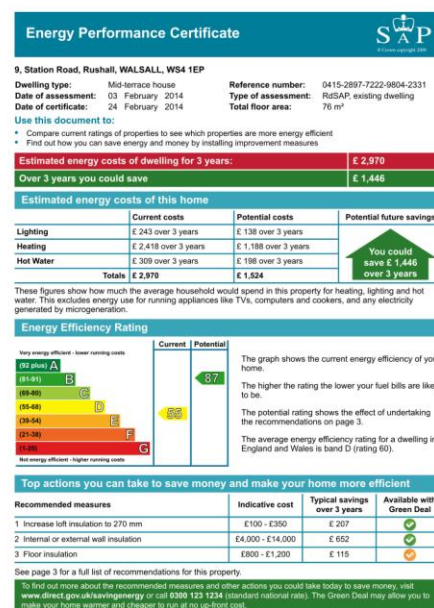 Energy Performance Certificate
SAP
© Crown copyright 2009
9, Station Road, Rushall, WALSALL, WS4 1EP
Dwelling type: Mid-terrace house Reference number: 0415-2897-7222-9804-2331
Date of assessment: 03 February 2014 Type of assessment: RdSAP, existing dwelling
Date of certificate: 24 February 2014 Total floor area: 76 m²
Use this document to:
• Compare current ratings of properties to see which properties are more energy efficient
• Find out how you can save energy and money by installing improvement measures
Estimated energy costs of dwelling for 3 years: £ 2,970
Over 3 years you could save £ 1,446
Estimated energy costs of this home
Current costs Potential costs Potential future savings
Lighting £ 243 over 3 years £ 138 over 3 years
Heating £ 2,418 over 3 years £ 1,188 over 3 years
Hot Water £ 309 over 3 years £ 198 over 3 years
Totals £ 2,970 £ 1,524
You could
save £ 1,446
over 3 years
These figures show how much the average household would spend in this property for heating, lighting and hot
water. This excludes energy use for running appliances like TVs, computers and cookers, and any electricity
generated by microgeneration.
Energy Efficiency Rating
Current Potential
Very energy efficient - lower running costs
(92 plus) A
(81-91) B
(69-80) C
(55-68) D
(39-54) E
(21-38) F
(1-20) G
Not energy efficient - higher running costs
55
87
The graph shows the current energy efficiency of you
home.
The higher the rating the lower your fuel bills are like
to be.
The potential rating shows the effect of undertaking
the recommendations on page 3.
The average energy efficiency rating for a dwelling in
England and Wales is band D (rating 60).
Top actions you can take to save money and make your home more efficient
Recommended measures Indicative cost Typical savings over 3 years Available with Green Deal
1 Increase loft insulation to 270 mm £100 - £350 £ 207
2 Internal or external wall insulation £4,000 - £14,000 £ 652
3 Floor insulation £800 - £1,200 £ 115
See page 3 for a full list of recommendations for this property.
To find out more about the recommended measures and other actions you could take today to save money, visit
www.direct.gov.uk/savingenergy or call 0300 123 1234 (standard national rate). The Green Deal may allow you to
make your home warmer and cheaper to run at no up-front cost.